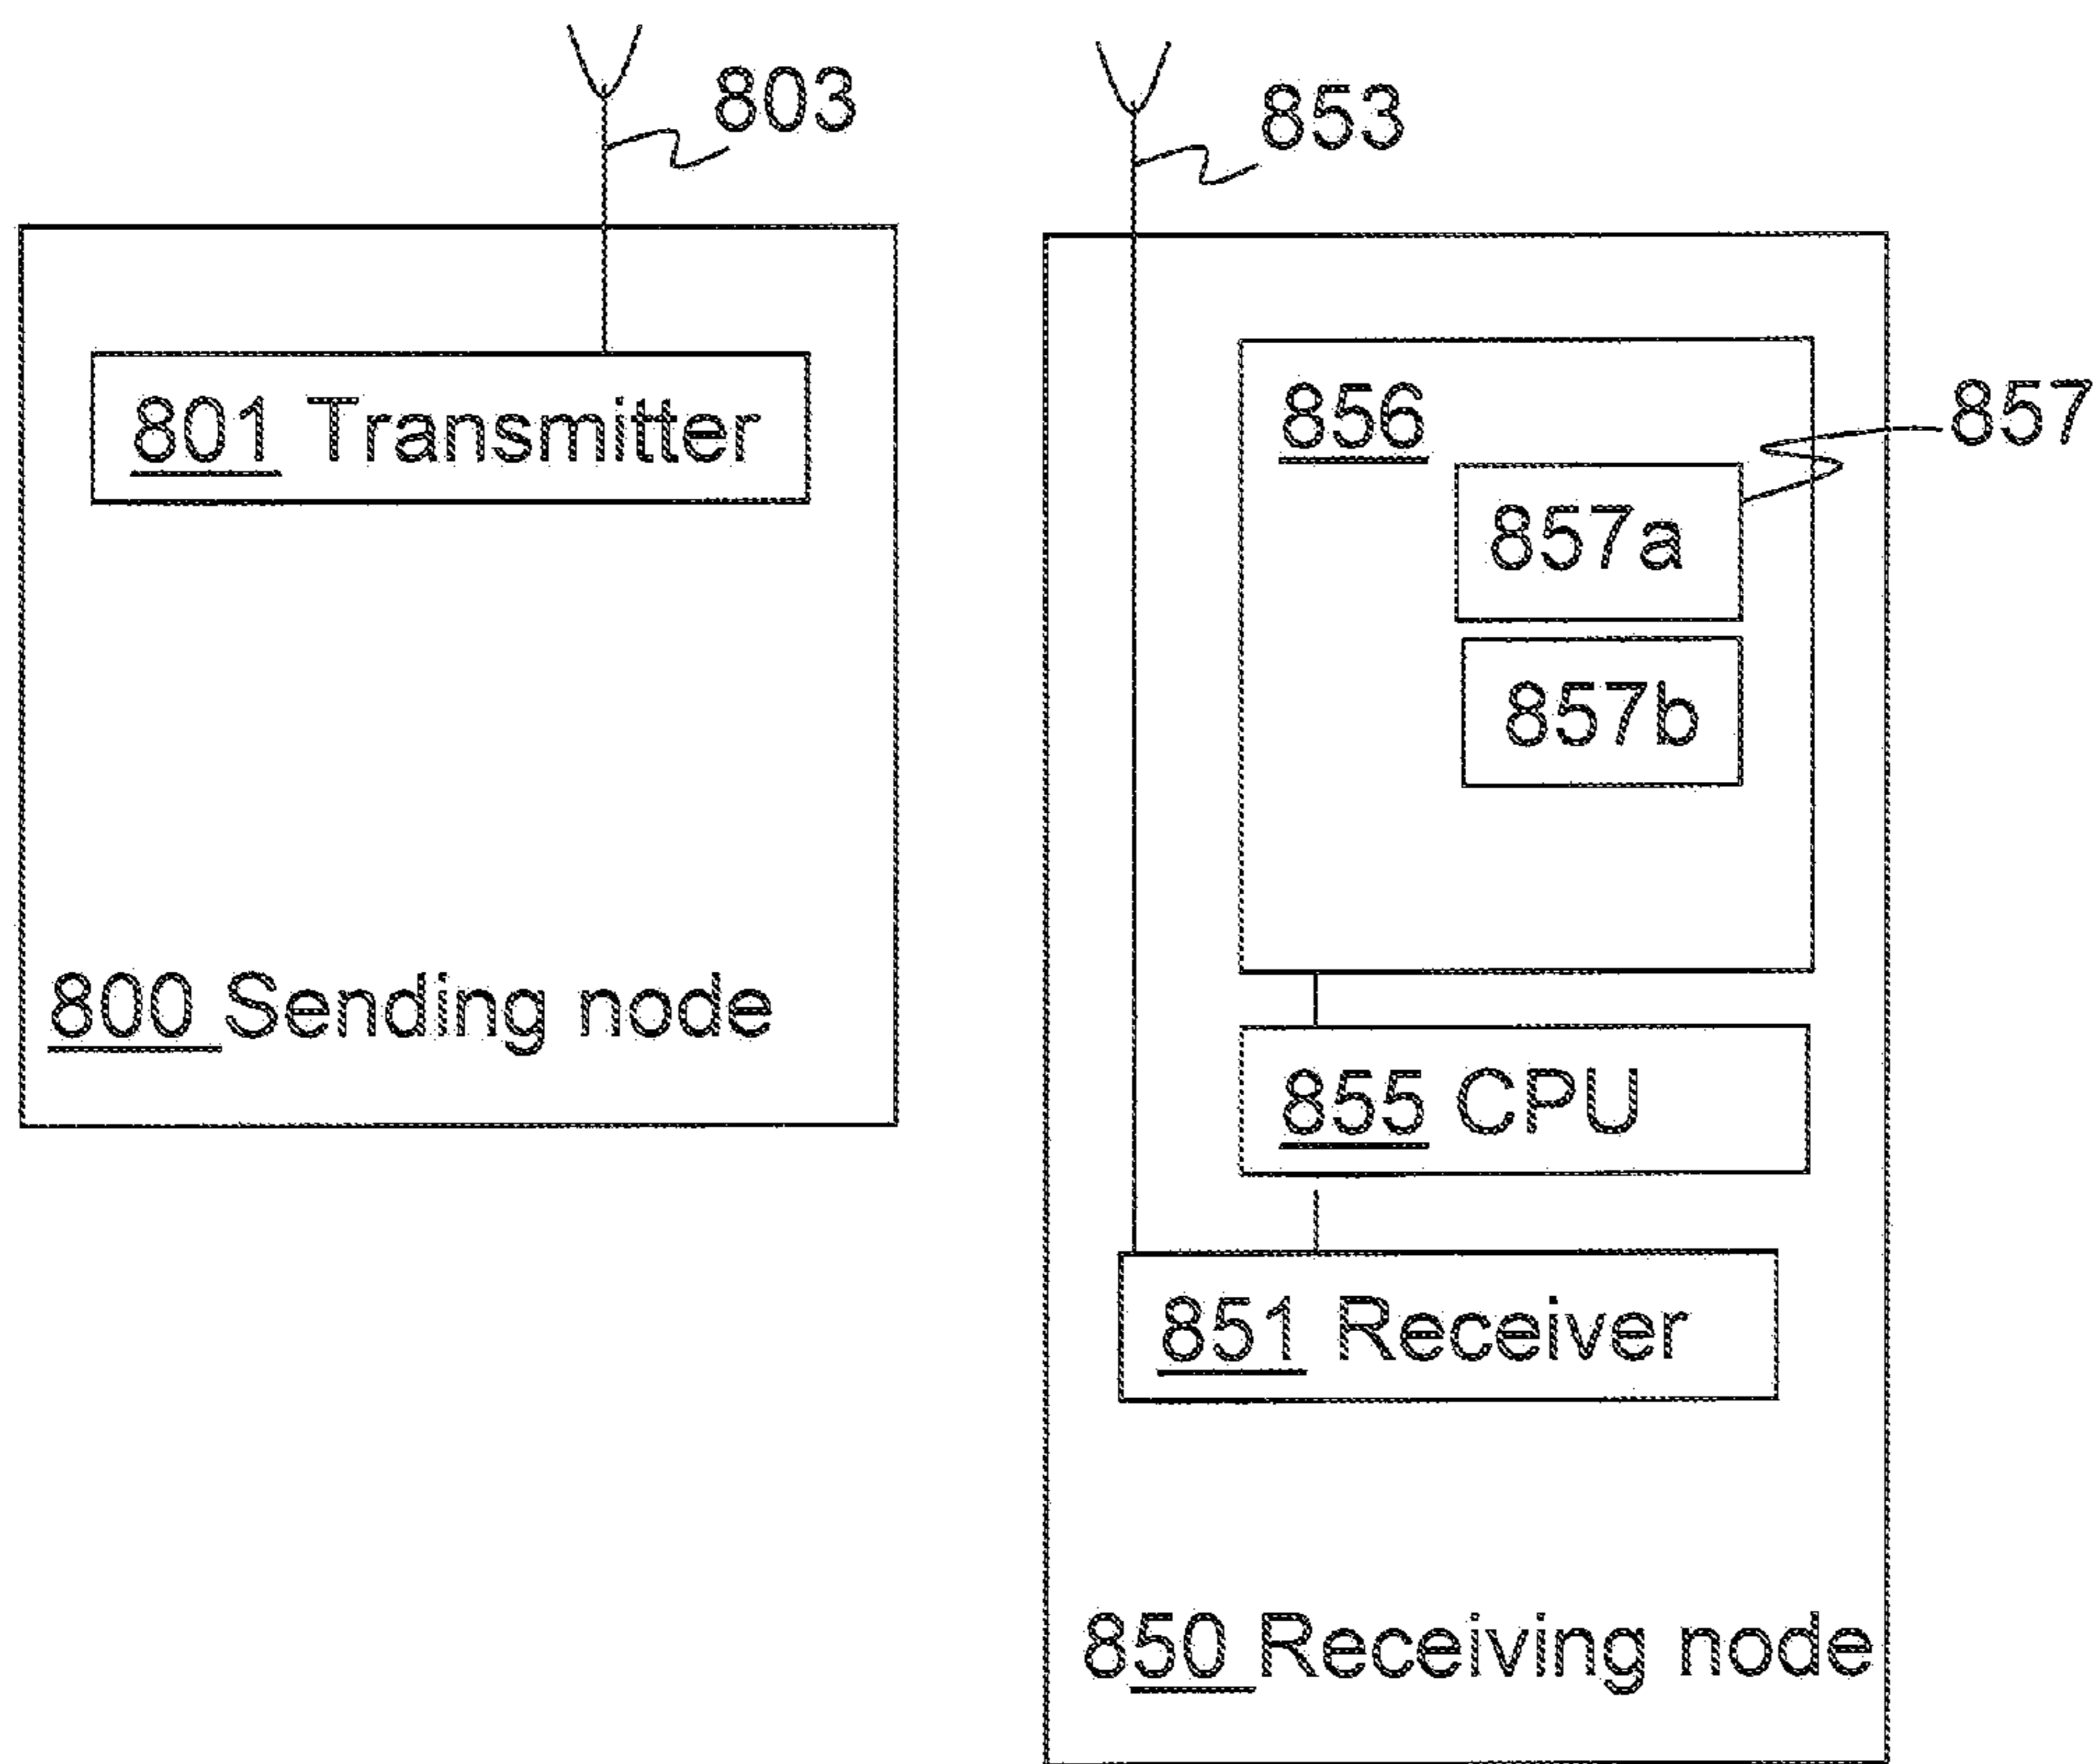 803
853
801 Transmitter
856
857
857a
857b
800 Sending node
855 CPU
851 Receiver
850 Receiving node